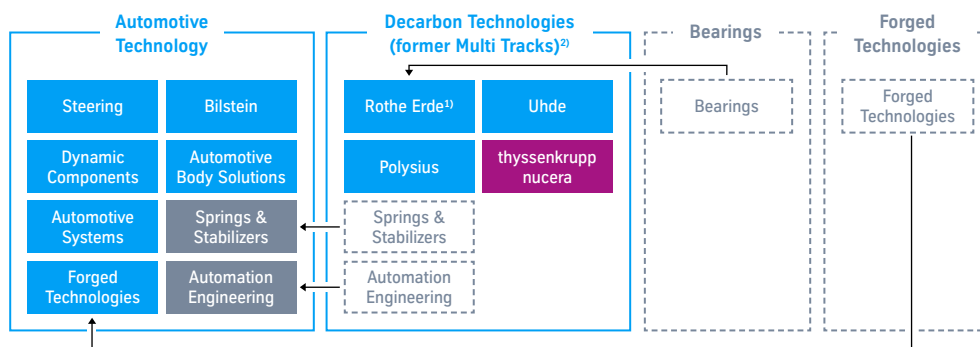 Automotive
Technology
Steering
Bilstein
Dynamic
Components
Automotive
Body Solutions
Automotive
Systems
Springs &
Stabilizers
Forged
Technologies
Automation
Engineering
Decarbon Technologies
(former Multi Tracks)2)
Rothe Erde1)
Uhde
Polysius
thyssenkrupp
nucera
Springs &
Stabilizers
Automation
Engineering
Bearings
Bearings
Forged
Technologies
Forged
Technologies